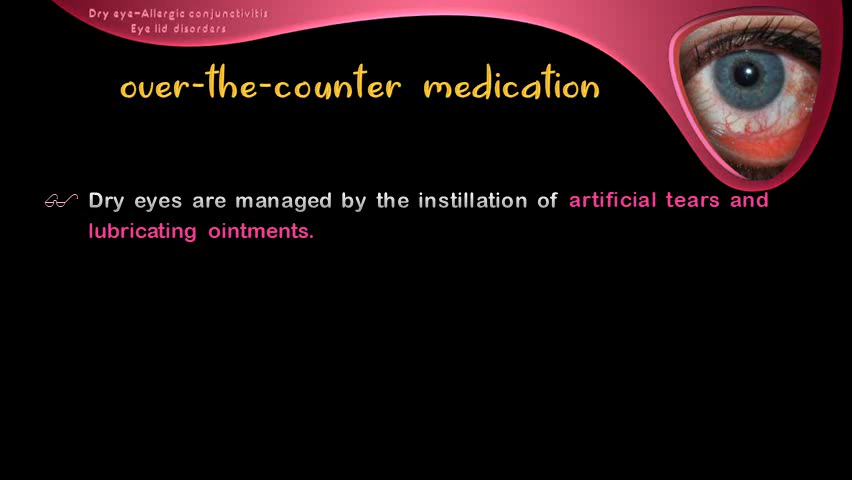 Dry eye-Allergic conjunctivitis
Eye lid disorders
over-the-counter medication
Dry eyes are managed by the instillation of artificial tears and
lubricating ointments.